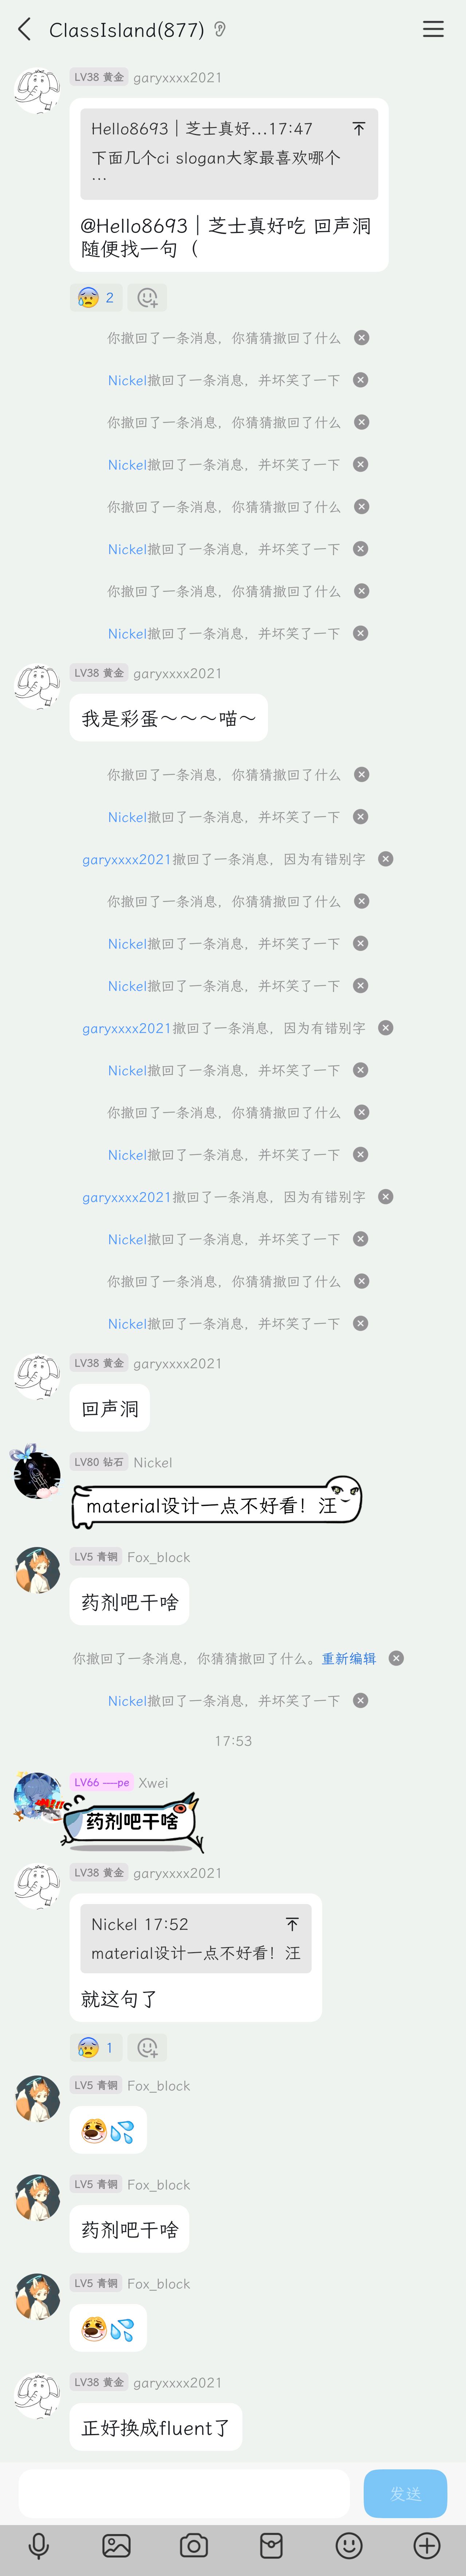 ClassIsland(877)
LV38 黄金 garyxxxx2021
Hello8693｜芝士真好...17:47
下面几个ci slogan大家最喜欢哪个
...
@Hello8693｜芝士真好吃 回声洞
随便找一句（
2
你撤回了一条消息，你猜猜撤回了什么
Nickel撤回了一条消息，并坏笑了一下
你撤回了一条消息，你猜猜撤回了什么
Nickel撤回了一条消息，并坏笑了一下
你撤回了一条消息，你猜猜撤回了什么
Nickel撤回了一条消息，并坏笑了一下
你撤回了一条消息，你猜猜撤回了什么
Nickel撤回了一条消息，并坏笑了一下
LV38 黄金 garyxxxx2021
我是彩蛋～～～喵～
你撤回了一条消息，你猜猜撤回了什么
Nickel撤回了一条消息，并坏笑了一下
garyxxxx2021撤回了一条消息，因为有错别字
你撤回了一条消息，你猜猜撤回了什么
Nickel撤回了一条消息，并坏笑了一下
Nickel撤回了一条消息，并坏笑了一下
garyxxxx2021撤回了一条消息，因为有错别字
Nickel撤回了一条消息，并坏笑了一下
你撤回了一条消息，你猜猜撤回了什么
Nickel撤回了一条消息，并坏笑了一下
garyxxxx2021撤回了一条消息，因为有错别字
Nickel撤回了一条消息，并坏笑了一下
你撤回了一条消息，你猜猜撤回了什么
Nickel撤回了一条消息，并坏笑了一下
LV38 黄金 garyxxxx2021
回声洞
LV80 钻石 Nickel
material设计一点不好看！汪
LV5 青铜 Fox_block
药剂吧干啥
你撤回了一条消息，你猜猜撤回了什么。重新编辑
Nickel撤回了一条消息，并坏笑了一下
17:53
LV66 —-pe Xwei
药剂吧干啥
LV38 黄金 garyxxxx2021
Nickel 17:52
material设计一点不好看！汪
就这句了
1
LV5 青铜 Fox_block
LV5 青铜 Fox_block
药剂吧干啥
LV5 青铜 Fox_block
LV38 黄金 garyxxxx2021
正好换成fluent了
发送